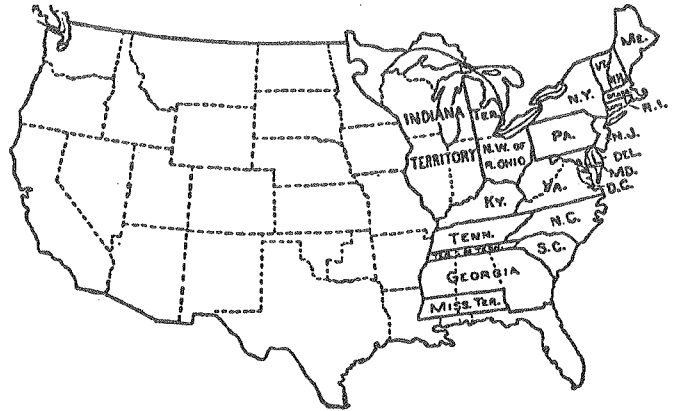 ME.
VT.
N.H.
MASS.
N.Y.
R.I.
INDIANA
TER.
PA.
N.J.
TERRITORY
N.W. OF
R. OHIO
DEL.
MD.
D.C.
VA.
KY.
N.C.
TENN.
S.C.
GEORGIA
MISS. TER.